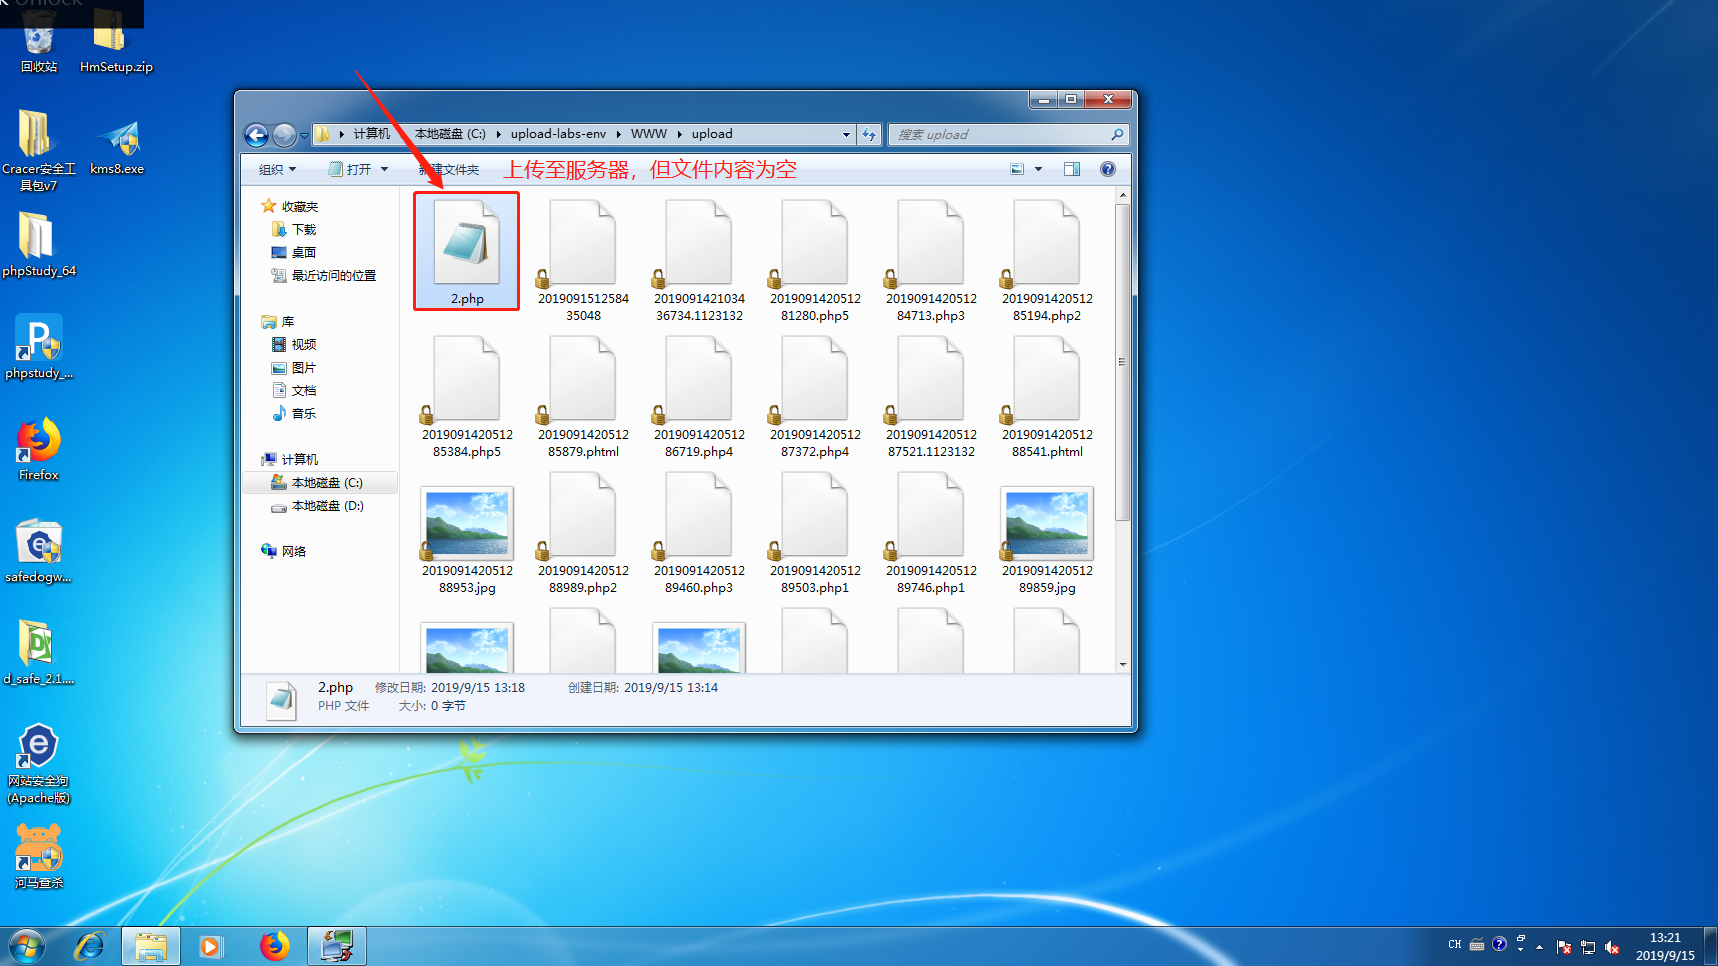 k Unlock
回收站
HmSetup.zip
Cracer安全工
具包v7
kms8.exe
phpStudy_64
phpstudy_...
Firefox
safedogw...
d_safe_2.1....
网站安全狗
(Apache版)
河马查杀
计算机
本地磁盘 (C:)
upload-labs-env
WWW
upload
搜索 upload
组织
打开
新建文件夹
上传至服务器，但文件内容为空
收藏夹
下载
桌面
最近访问的位置
库
视频
图片
文档
音乐
计算机
本地磁盘 (C:)
本地磁盘 (D:)
网络
2.php
2019091512584
35048
2019091421034
36734.1123132
2019091420512
81280.php5
2019091420512
84713.php3
2019091420512
85194.php2
2019091420512
85384.php5
2019091420512
85879.phtml
2019091420512
86719.php4
2019091420512
87372.php4
2019091420512
87521.1123132
2019091420512
88541.phtml
2019091420512
88953.jpg
2019091420512
88989.php2
2019091420512
89460.php3
2019091420512
89503.php1
2019091420512
89746.php1
2019091420512
89859.jpg
2.php 修改日期: 2019/9/15 13:18 创建日期: 2019/9/15 13:14
PHP 文件 大小: 0 字节
CH
13:21
2019/9/15